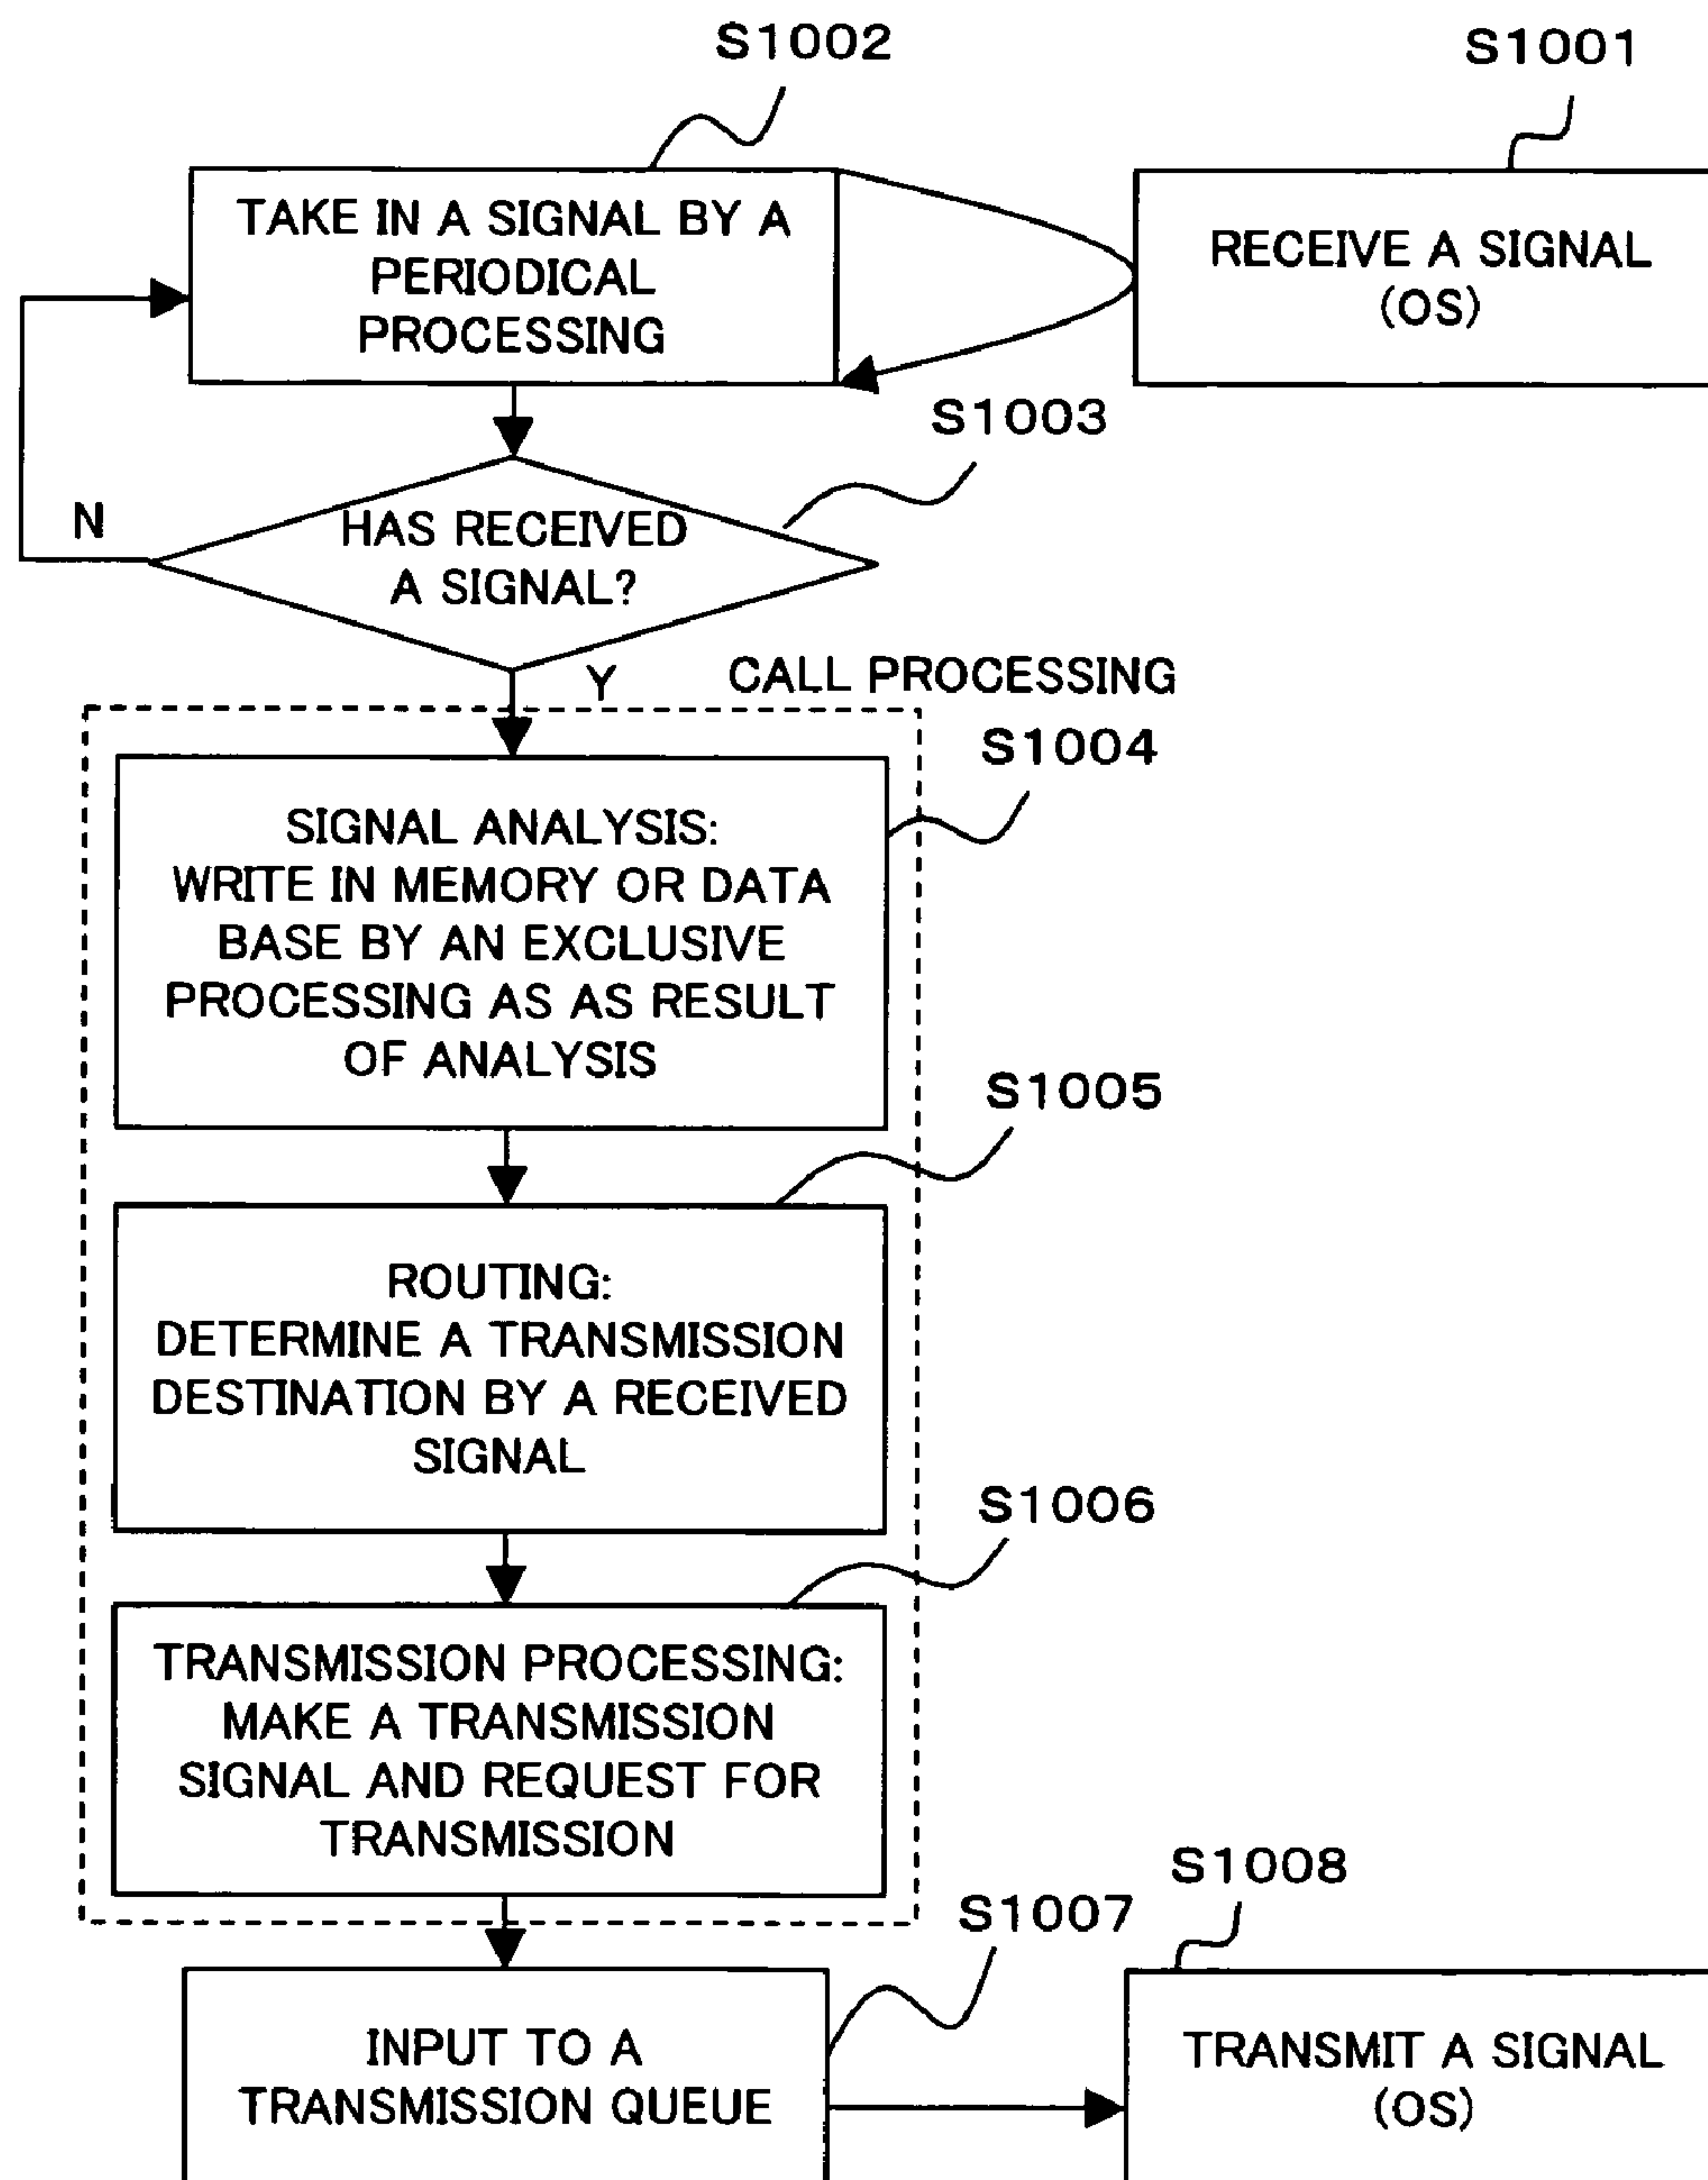 S1002
S1001
TAKE IN A SIGNAL BY A
PERIODICAL
PROCESSING
RECEIVE A SIGNAL
(OS)
S1003
N
HAS RECEIVED
A SIGNAL?
Y
CALL PROCESSING
S1004
SIGNAL ANALYSIS:
WRITE IN MEMORY OR DATA
BASE BY AN EXCLUSIVE
PROCESSING AS AS RESULT
OF ANALYSIS
S1005
ROUTING:
DETERMINE A TRANSMISSION
DESTINATION BY A RECEIVED
SIGNAL
S1006
TRANSMISSION PROCESSING:
MAKE A TRANSMISSION
SIGNAL AND REQUEST FOR
TRANSMISSION
S1008
S1007
INPUT TO A
TRANSMISSION QUEUE
TRANSMIT A SIGNAL
(OS)